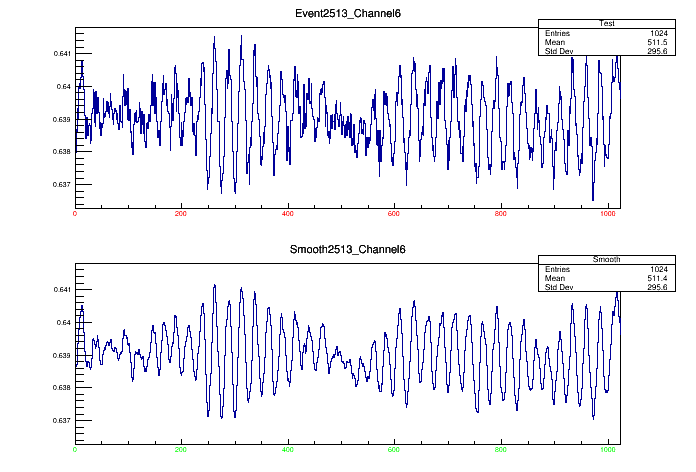 Event2513_Channel6
Test
Entries 1024
Mean 511.5
Std Dev 295.6
0.641
0.64
0.639
0.638
0.637
0 200 400 600 800 1000
Smooth2513_Channel6
Smooth
Entries 1024
Mean 511.4
Std Dev 295.6
0.641
0.64
0.639
0.638
0.637
0 200 400 600 800 1000